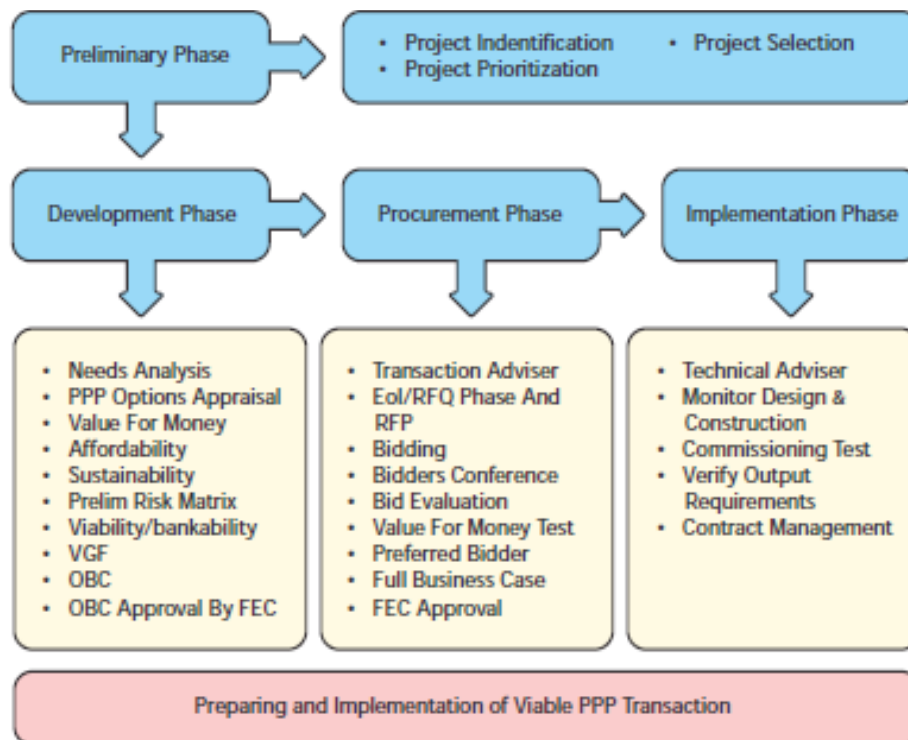 Preliminary Phase
• Project Indentification
• Project Prioritization
• Project Selection
Development Phase
Procurement Phase
Implementation Phase
• Needs Analysis
• PPP Options Appraisal
• Value For Money
• Affordability
• Sustainability
• Prelim Risk Matrix
• Viability/bankability
• VGF
• OBC
• OBC Approval By FEC
• Transaction Adviser
• EoI/RFQ Phase And
RFP
• Bidding
• Bidders Conference
• Bid Evaluation
• Value For Money Test
• Preferred Bidder
• Full Business Case
• FEC Approval
• Technical Adviser
• Monitor Design &
Construction
• Commissioning Test
• Verify Output
Requirements
• Contract Management
Preparing and Implementation of Viable PPP Transaction